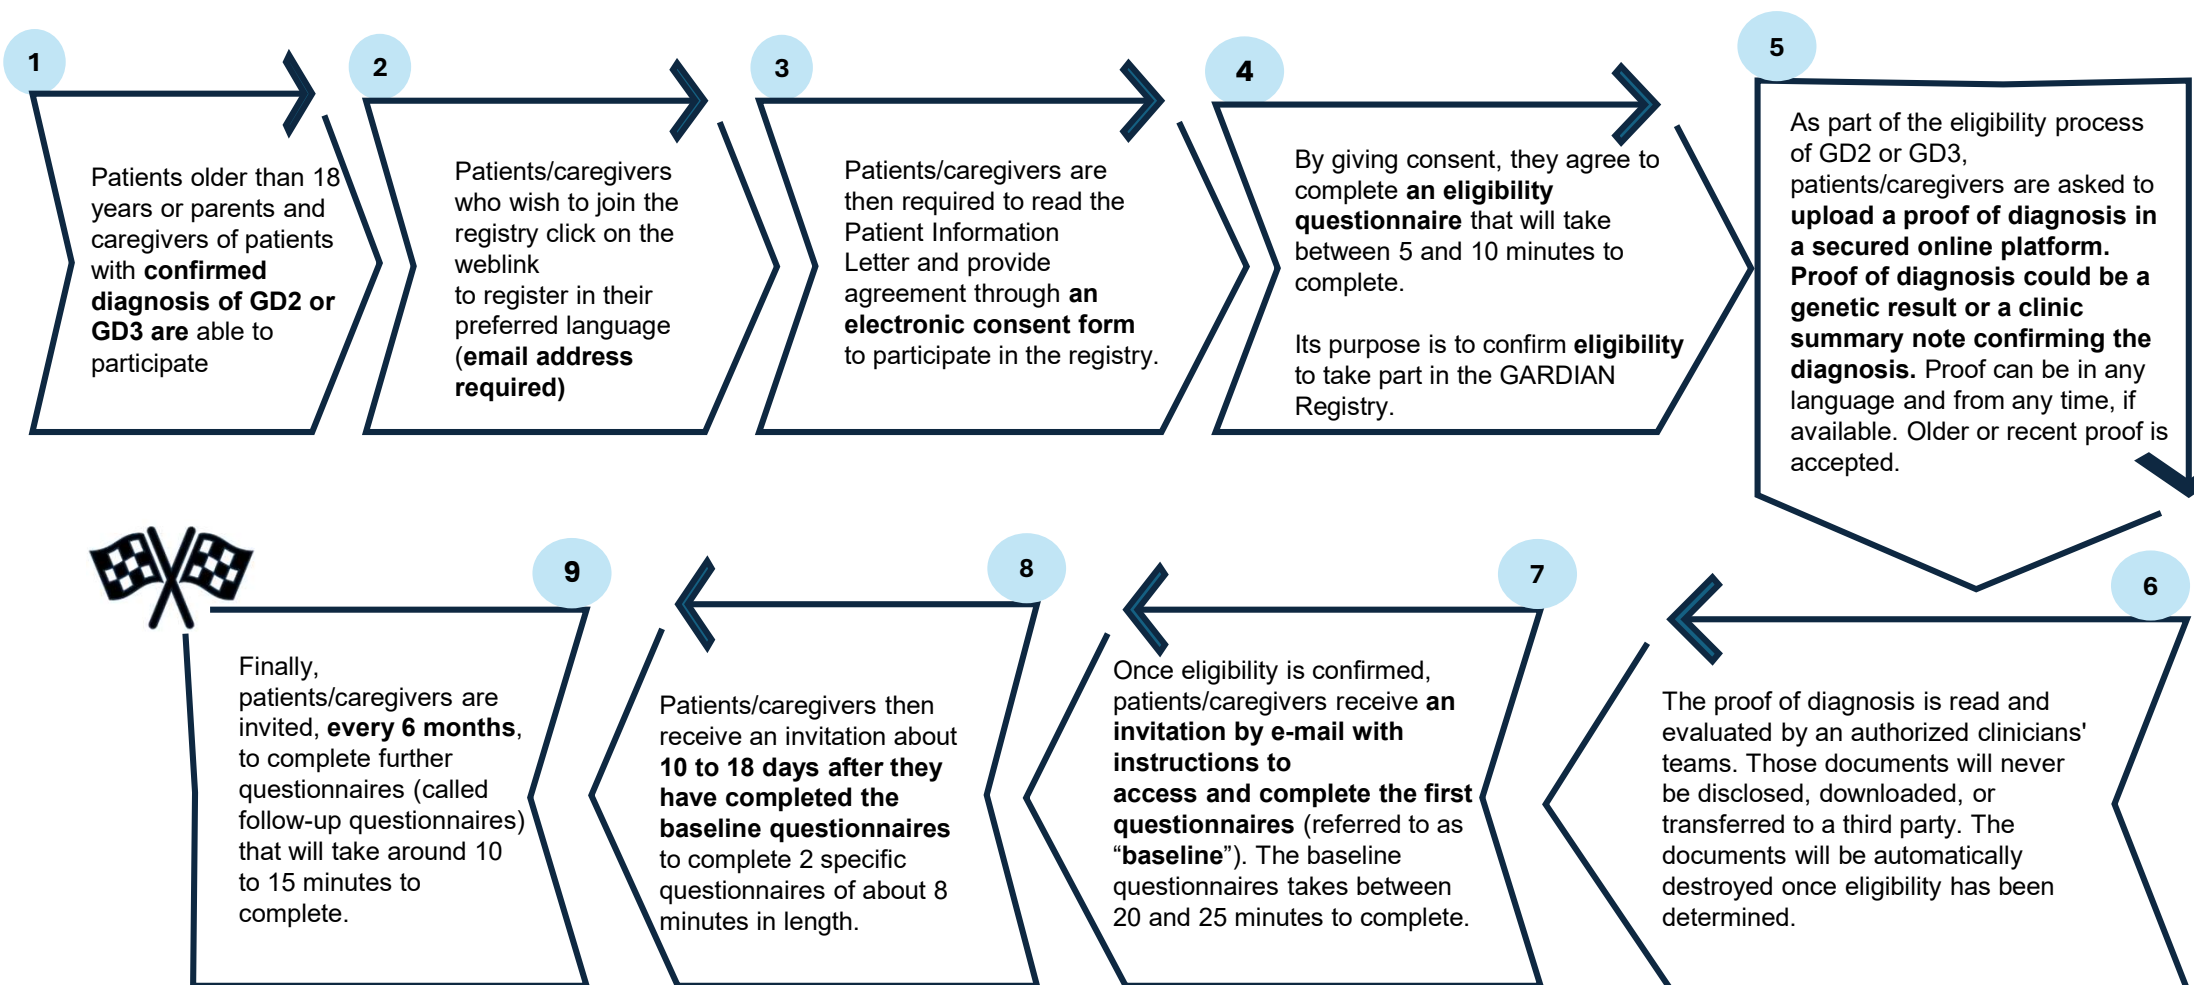 1
Patients older than 18
years or parents and
caregivers of patients
with confirmed
diagnosis of GD2 or
GD3 are able to
participate
2
Patients/caregivers
who wish to join the
registry click on the
weblink
to register in their
preferred language
(email address
required)
3
Patients/caregivers are
then required to read the
Patient Information
Letter and provide
agreement through an
electronic consent form
to participate in the registry.
4
By giving consent, they agree to
complete an eligibility
questionnaire that will take
between 5 and 10 minutes to
complete.
Its purpose is to confirm eligibility
to take part in the GARDIAN
Registry.
5
As part of the eligibility process
of GD2 or GD3,
patients/caregivers are asked to
upload a proof of diagnosis in
a secured online platform.
Proof of diagnosis could be a
genetic result or a clinic
summary note confirming the
diagnosis. Proof can be in any
language and from any time, if
available. Older or recent proof is
accepted.
6
The proof of diagnosis is read and
evaluated by an authorized clinicians'
teams. Those documents will never
be disclosed, downloaded, or
transferred to a third party. The
documents will be automatically
destroyed once eligibility has been
determined.
7
Once eligibility is confirmed,
patients/caregivers receive an
invitation by e-mail with
instructions to
access and complete the first
questionnaires (referred to as
“baseline”). The baseline
questionnaires takes between
20 and 25 minutes to complete.
8
Patients/caregivers then
receive an invitation about
10 to 18 days after they
have completed the
baseline questionnaires
to complete 2 specific
questionnaires of about 8
minutes in length.
9
Finally,
patients/caregivers are
invited, every 6 months,
to complete further
questionnaires (called
follow-up questionnaires)
that will take around 10
to 15 minutes to
complete.